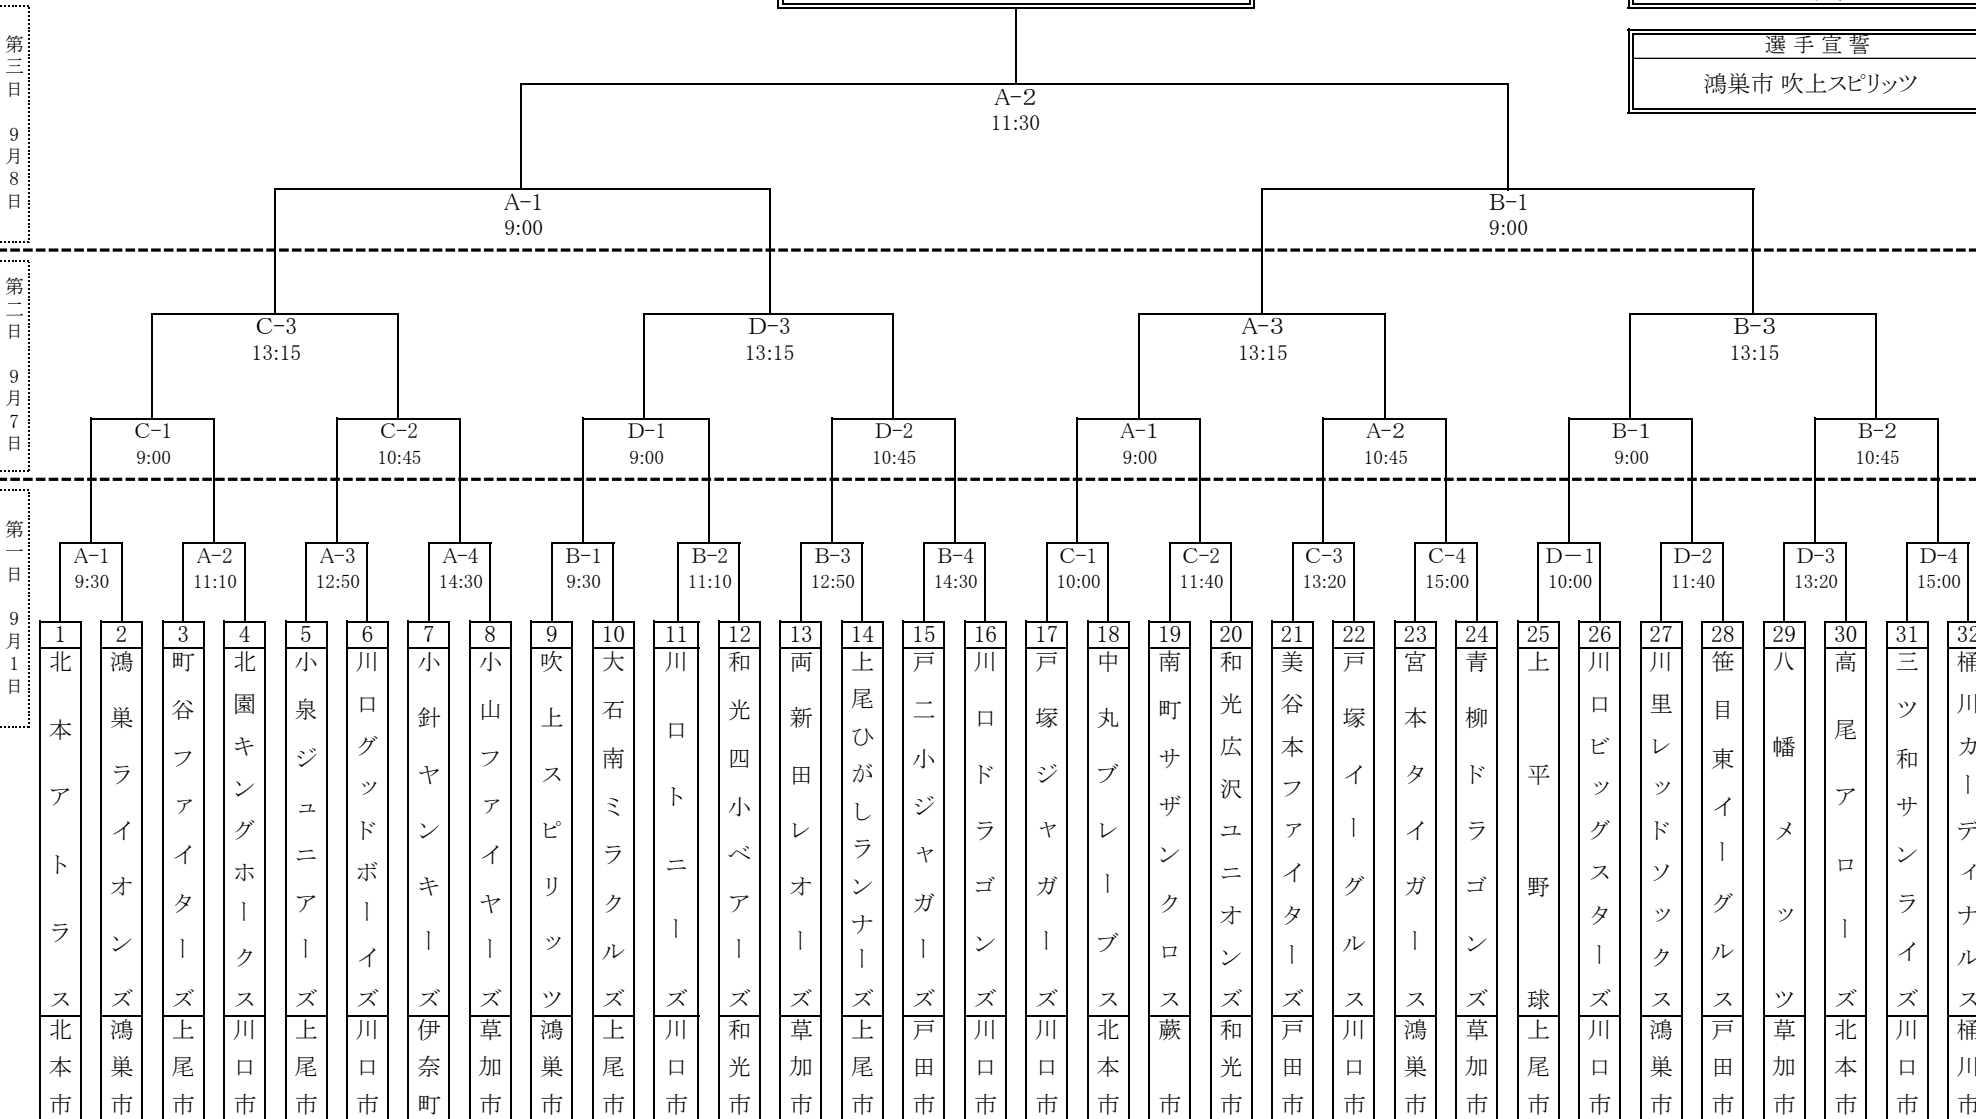 選手宣誓
鴻巣市 吹上スピリッツ
第三日 9月8日
A-2
11:30
A-1
9:00
B-1
9:00
第二日 9月7日
C-3
13:15
D-3
13:15
A-3
13:15
B-3
13:15
C-1
9:00
C-2
10:45
D-1
9:00
D-2
10:45
A-1
9:00
A-2
10:45
B-1
9:00
B-2
10:45
第一日 9月1日
A-1
9:30
A-2
11:10
A-3
12:50
A-4
14:30
B-1
9:30
B-2
11:10
B-3
12:50
B-4
14:30
C-1
10:00
C-2
11:40
C-3
13:20
C-4
15:00
D－1
10:00
D-2
11:40
D-3
13:20
D-4
15:00
1 北本アトラス 北本市
2 鴻巣ライオンズ 鴻巣市
3 町谷ファイターズ 上尾市
4 北園キングホークス 川口市
5 小泉ジュニアーズ 上尾市
6 川口グッドボーイズ 川口市
7 小針ヤンキーズ 伊奈町
8 小山ファイヤーズ 草加市
9 吹上スピリッツ 鴻巣市
10 大石南ミラクルズ 上尾市
11 川口トニーズ 川口市
12 和光四小ベアーズ 和光市
13 両新田レオーズ 草加市
14 上尾ひがしランナーズ 上尾市
15 戸二小ジャガーズ 戸田市
16 川口ドラゴンズ 川口市
17 戸塚ジャガーズ 川口市
18 中丸ブレーブス 北本市
19 南町サザンクロス 蕨市
20 和光広沢ユニオンズ 和光市
21 美谷本ファイターズ 戸田市
22 戸塚イーグルス 川口市
23 宮本タイガース 鴻巣市
24 青柳ドラゴンズ 草加市
25 上平野球 上尾市
26 川口ビッグスターズ 川口市
27 川里レッドソックス 鴻巣市
28 笹目東イーグルス 戸田市
29 八幡メッツ 草加市
30 高尾アローズ 北本市
31 三ツ和サンライズ 川口市
32 桶川カーディナルス 桶川市